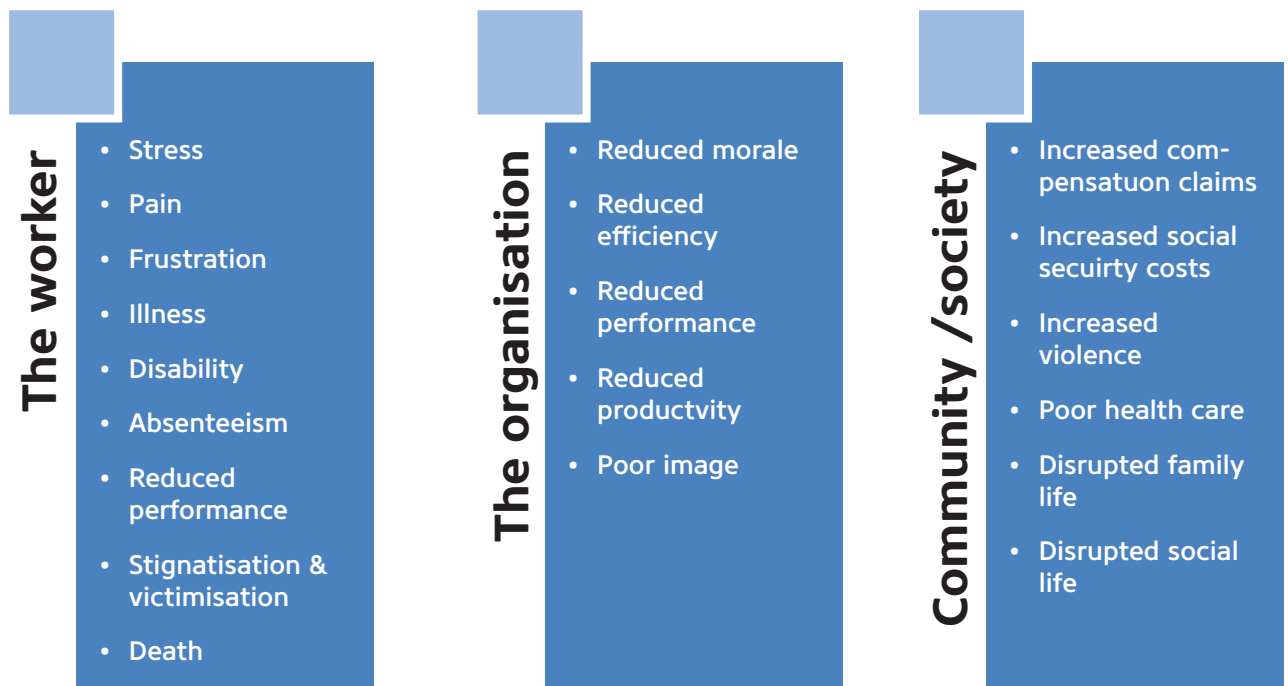 The worker
• Stress
• Pain
• Frustration
• Illness
• Disability
• Absenteeism
• Reduced
performance
• Stignatisation &
victimisation
• Death
The organisation
• Reduced morale
• Reduced
efficiency
• Reduced
performance
• Reduced
productvity
• Poor image
Community /society
• Increased com-
pensatuon claims
• Increased social
secuirty costs
• Increased
violence
• Poor health care
• Disrupted family
life
• Disrupted social
life